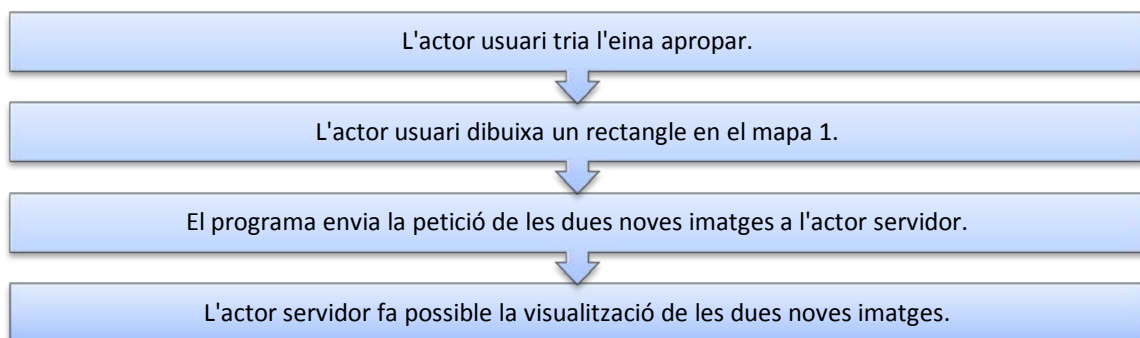 L'actor usuari tria l'eina apropar.
L'actor usuari dibuixa un rectangle en el mapa 1.
El programa envia la petició de les dues noves imatges a l'actor servidor.
L'actor servidor fa possible la visualització de les dues noves imatges.